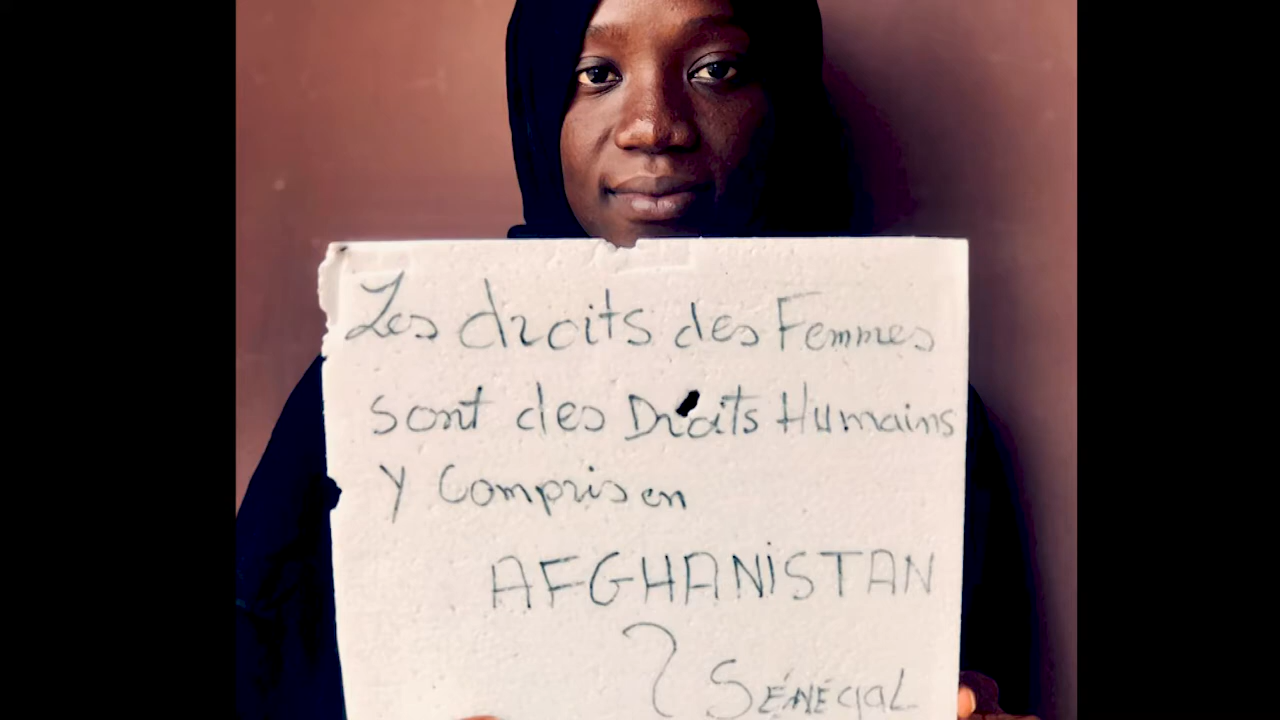 Les droits des Femmes
sont des Droits Humains
Y Compris en
AFGHANiSTAN
? SÉNÉGAL